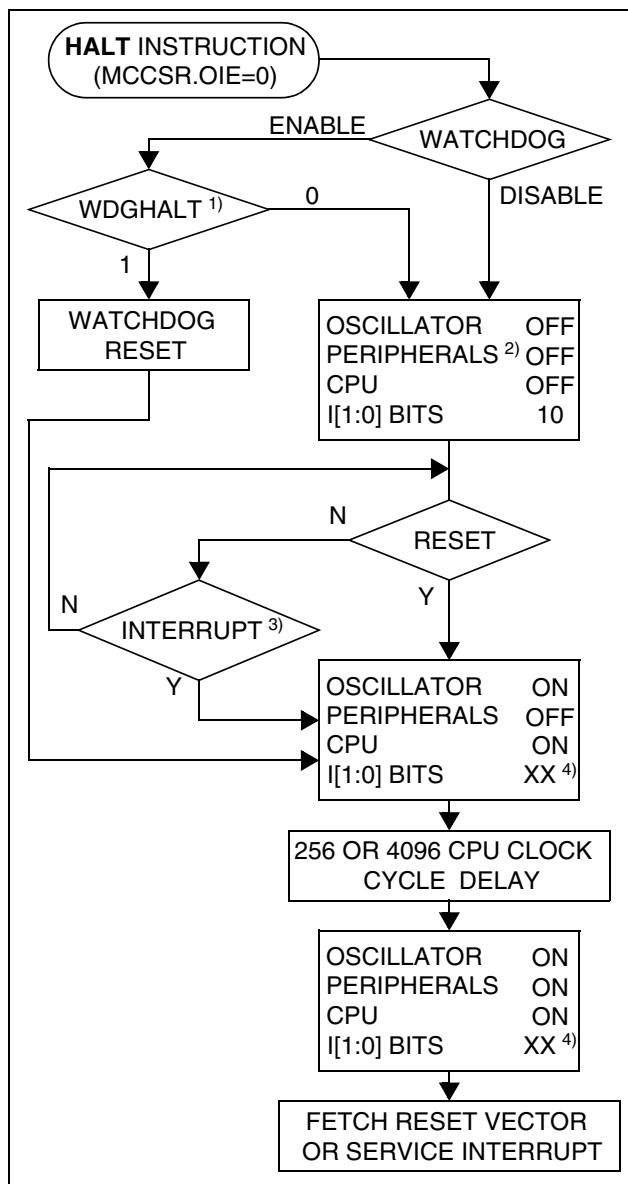 HALT INSTRUCTION
(MCCSR.OIE=0)
ENABLE
WATCHDOG
WDGHALT 1)
0
DISABLE
1
WATCHDOG
RESET
OSCILLATOR OFF
PERIPHERALS 2) OFF
CPU OFF
I[1:0] BITS 10
N
RESET
N
Y
INTERRUPT 3)
Y
OSCILLATOR ON
PERIPHERALS OFF
CPU ON
I[1:0] BITS XX 4)
256 OR 4096 CPU CLOCK
CYCLE DELAY
OSCILLATOR ON
PERIPHERALS ON
CPU ON
I[1:0] BITS XX 4)
FETCH RESET VECTOR
OR SERVICE INTERRUPT